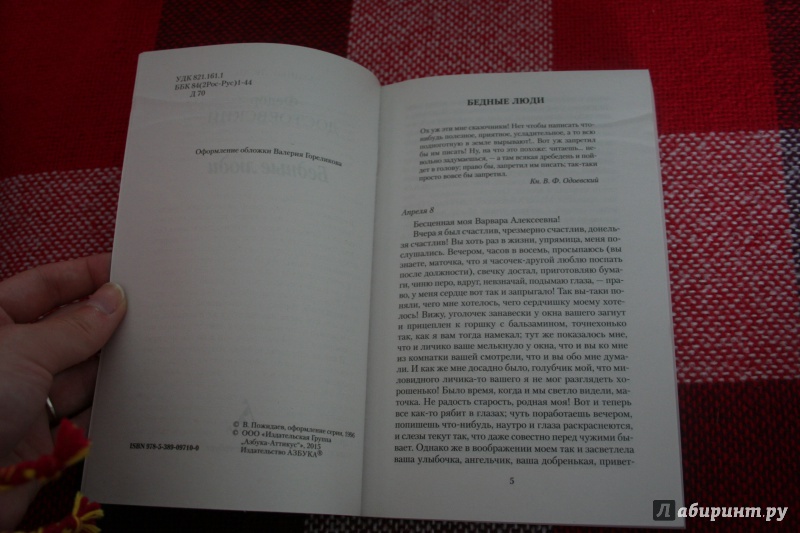 УДК 821.161.1
ББК 84(2Рос-Рус)1-44
Д 70
Оформление обложки Валерия Гореликова
© В. Пожидаев, оформление серии, 1996
© ООО «Издательская Группа
„Азбука-Аттикус“», 2015
Издательство АЗБУКА®
ISBN 978-5-389-09710-0
БЕДНЫЕ ЛЮДИ
Ох уж эти мне сказочники! Нет чтобы написать что-
нибудь полезное, приятное, усладительное, а то всю
подноготную в земле вырывают!.. Вот уж запретил
бы им писать! Ну, на что это похоже: читаешь... не-
вольно задумаешься, — а там всякая дребедень и пой-
дет в голову; право бы, запретил им писать; так-таки
просто вовсе бы запретил.
Кн. В. Ф. Одоевский
Апреля 8
Бесценная моя Варвара Алексеевна!
Вчера я был счастлив, чрезмерно счастлив, донель-
зя счастлив! Вы хоть раз в жизни, упрямица, меня по-
слушались. Вечером, часов в восемь, просыпаюсь (вы
знаете, маточка, что я часочек-другой люблю поспать
после должности), свечку достал, приготовляю бума-
ги, чиню перо, вдруг, невзначай, подымаю глаза, — пра-
во, у меня сердце вот так и запрыгало! Так вы-таки по-
няли, чего мне хотелось, чего сердчишку моему хоте-
лось! Вижу, уголочек занавески у окна вашего загнут
и прицеплен к горшку с бальзамином, точнехонько
так, как я вам тогда намекал; тут же показалось мне,
что и личико ваше мелькнуло у окна, что и вы ко мне
из комнатки вашей смотрели, что и вы обо мне дума-
ли. И как же мне досадно было, голубчик мой, что ми-
ловидного личика-то вашего я не мог разглядеть хо-
рошенько! Было время, когда и мы светло видели, ма-
точка. Не радость старость, родная моя! Вот и теперь
все как-то рябит в глазах; чуть поработаешь вечером,
попишешь что-нибудь, наутро и глаза раскраснеются,
и слезы текут так, что даже совестно перед чужими бы-
вает. Однако же в воображении моем так и засветлела
ваша улыбочка, ангельчик, ваша добренькая, привет-
5
Лабиринт.ру